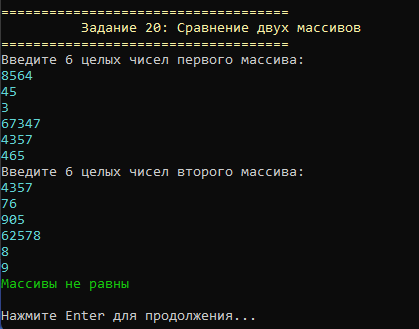 ====================================
Задание 20: Сравнение двух массивов
====================================
Введите 6 целых чисел первого массива:
8564
45
3
67347
4357
465
Введите 6 целых чисел второго массива:
4357
76
905
62578
8
9
Массивы не равны
Нажмите Enter для продолжения...